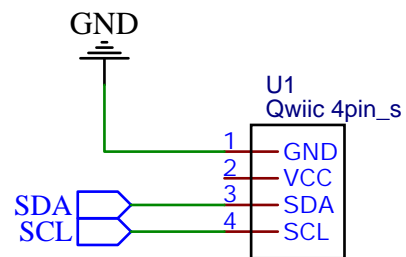 GND
U1
Qwiic 4pin_s
1 GND
2 VCC
SDA 3 SDA
SCL 4 SCL